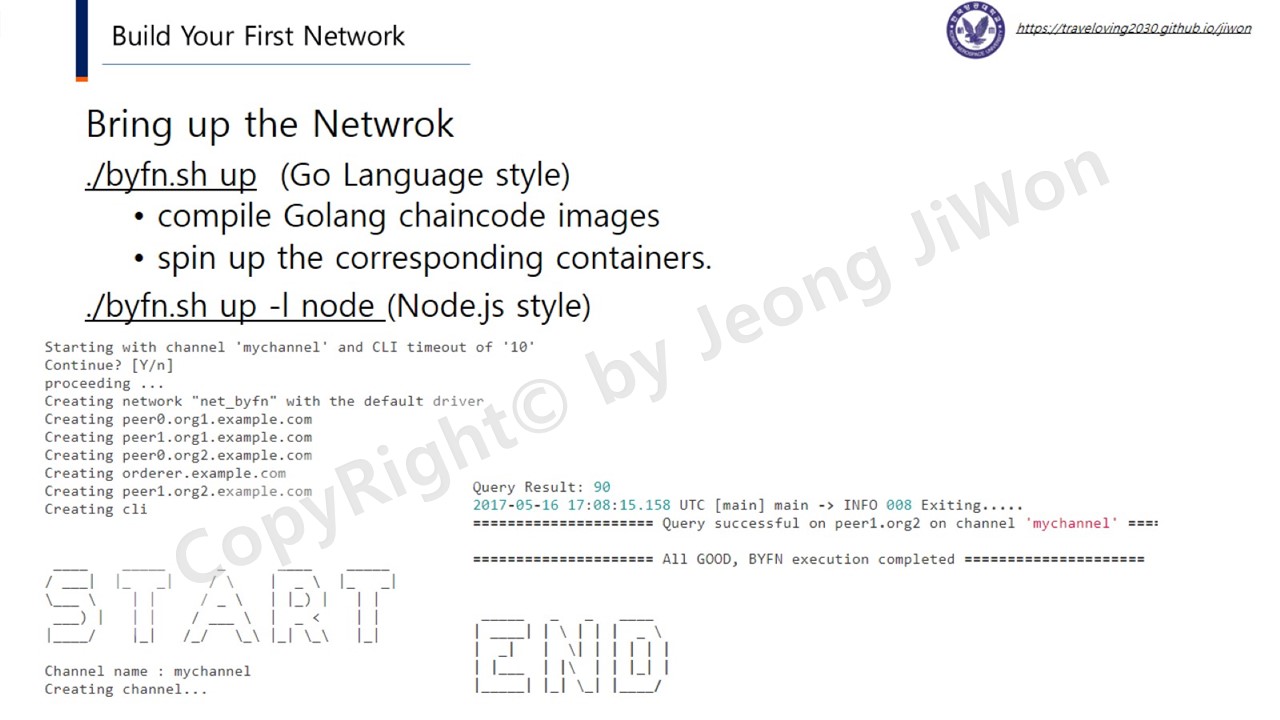 Build Your First Network
https://traveloving2030.github.io/jiwon
Bring up the Netwrok
./byfn.sh up (Go Language style)
• compile Golang chaincode images
• spin up the corresponding containers.
./byfn.sh up -l node (Node.js style)
Starting with channel 'mychannel' and CLI timeout of '10'
Continue? [Y/n]
proceeding ...
Creating network "net_byfn" with the default driver
Creating peer0.org1.example.com
Creating peer1.org1.example.com
Creating peer0.org2.example.com
Creating orderer.example.com
Creating peer1.org2.example.com
Creating cli
START
Channel name : mychannel
Creating channel...
Query Result: 90
2017-05-16 17:08:15.158 UTC [main] main -> INFO 008 Exiting.....
===================== Query successful on peer1.org2 on channel 'mychannel' ====
===================== All GOOD, BYFN execution completed =====================
END
CopyRight© by Jeong JiWon